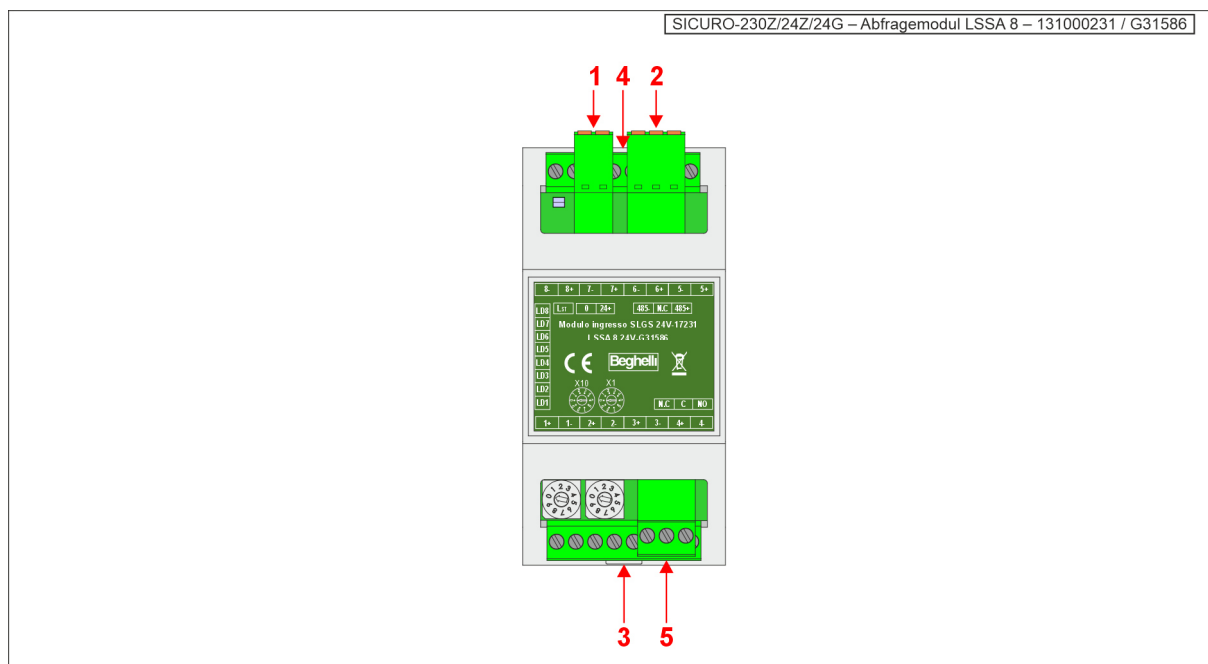 SICURO-230Z/24Z/24G – Abfragemodul LSSA 8 – 131000231 / G31586
1 4 2
8- 8+ 7- 7+ 6- 6+ 5- 5+
LD8 LST 0 24+ 485- N.C 485+
LD7 Modulo ingresso SLGS 24V-17231
LD6 LSSA 8 24V-G31586
LD5
LD4 CE Beghelli
LD3
LD2 X10 X1
LD1 N.C C NO
1+ 1- 2+ 2- 3+ 3- 4+ 4-
3 5